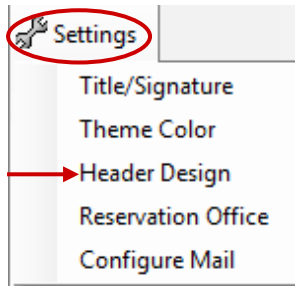 Settings
Title/Signature
Theme Color
Header Design
Reservation Office
Configure Mail